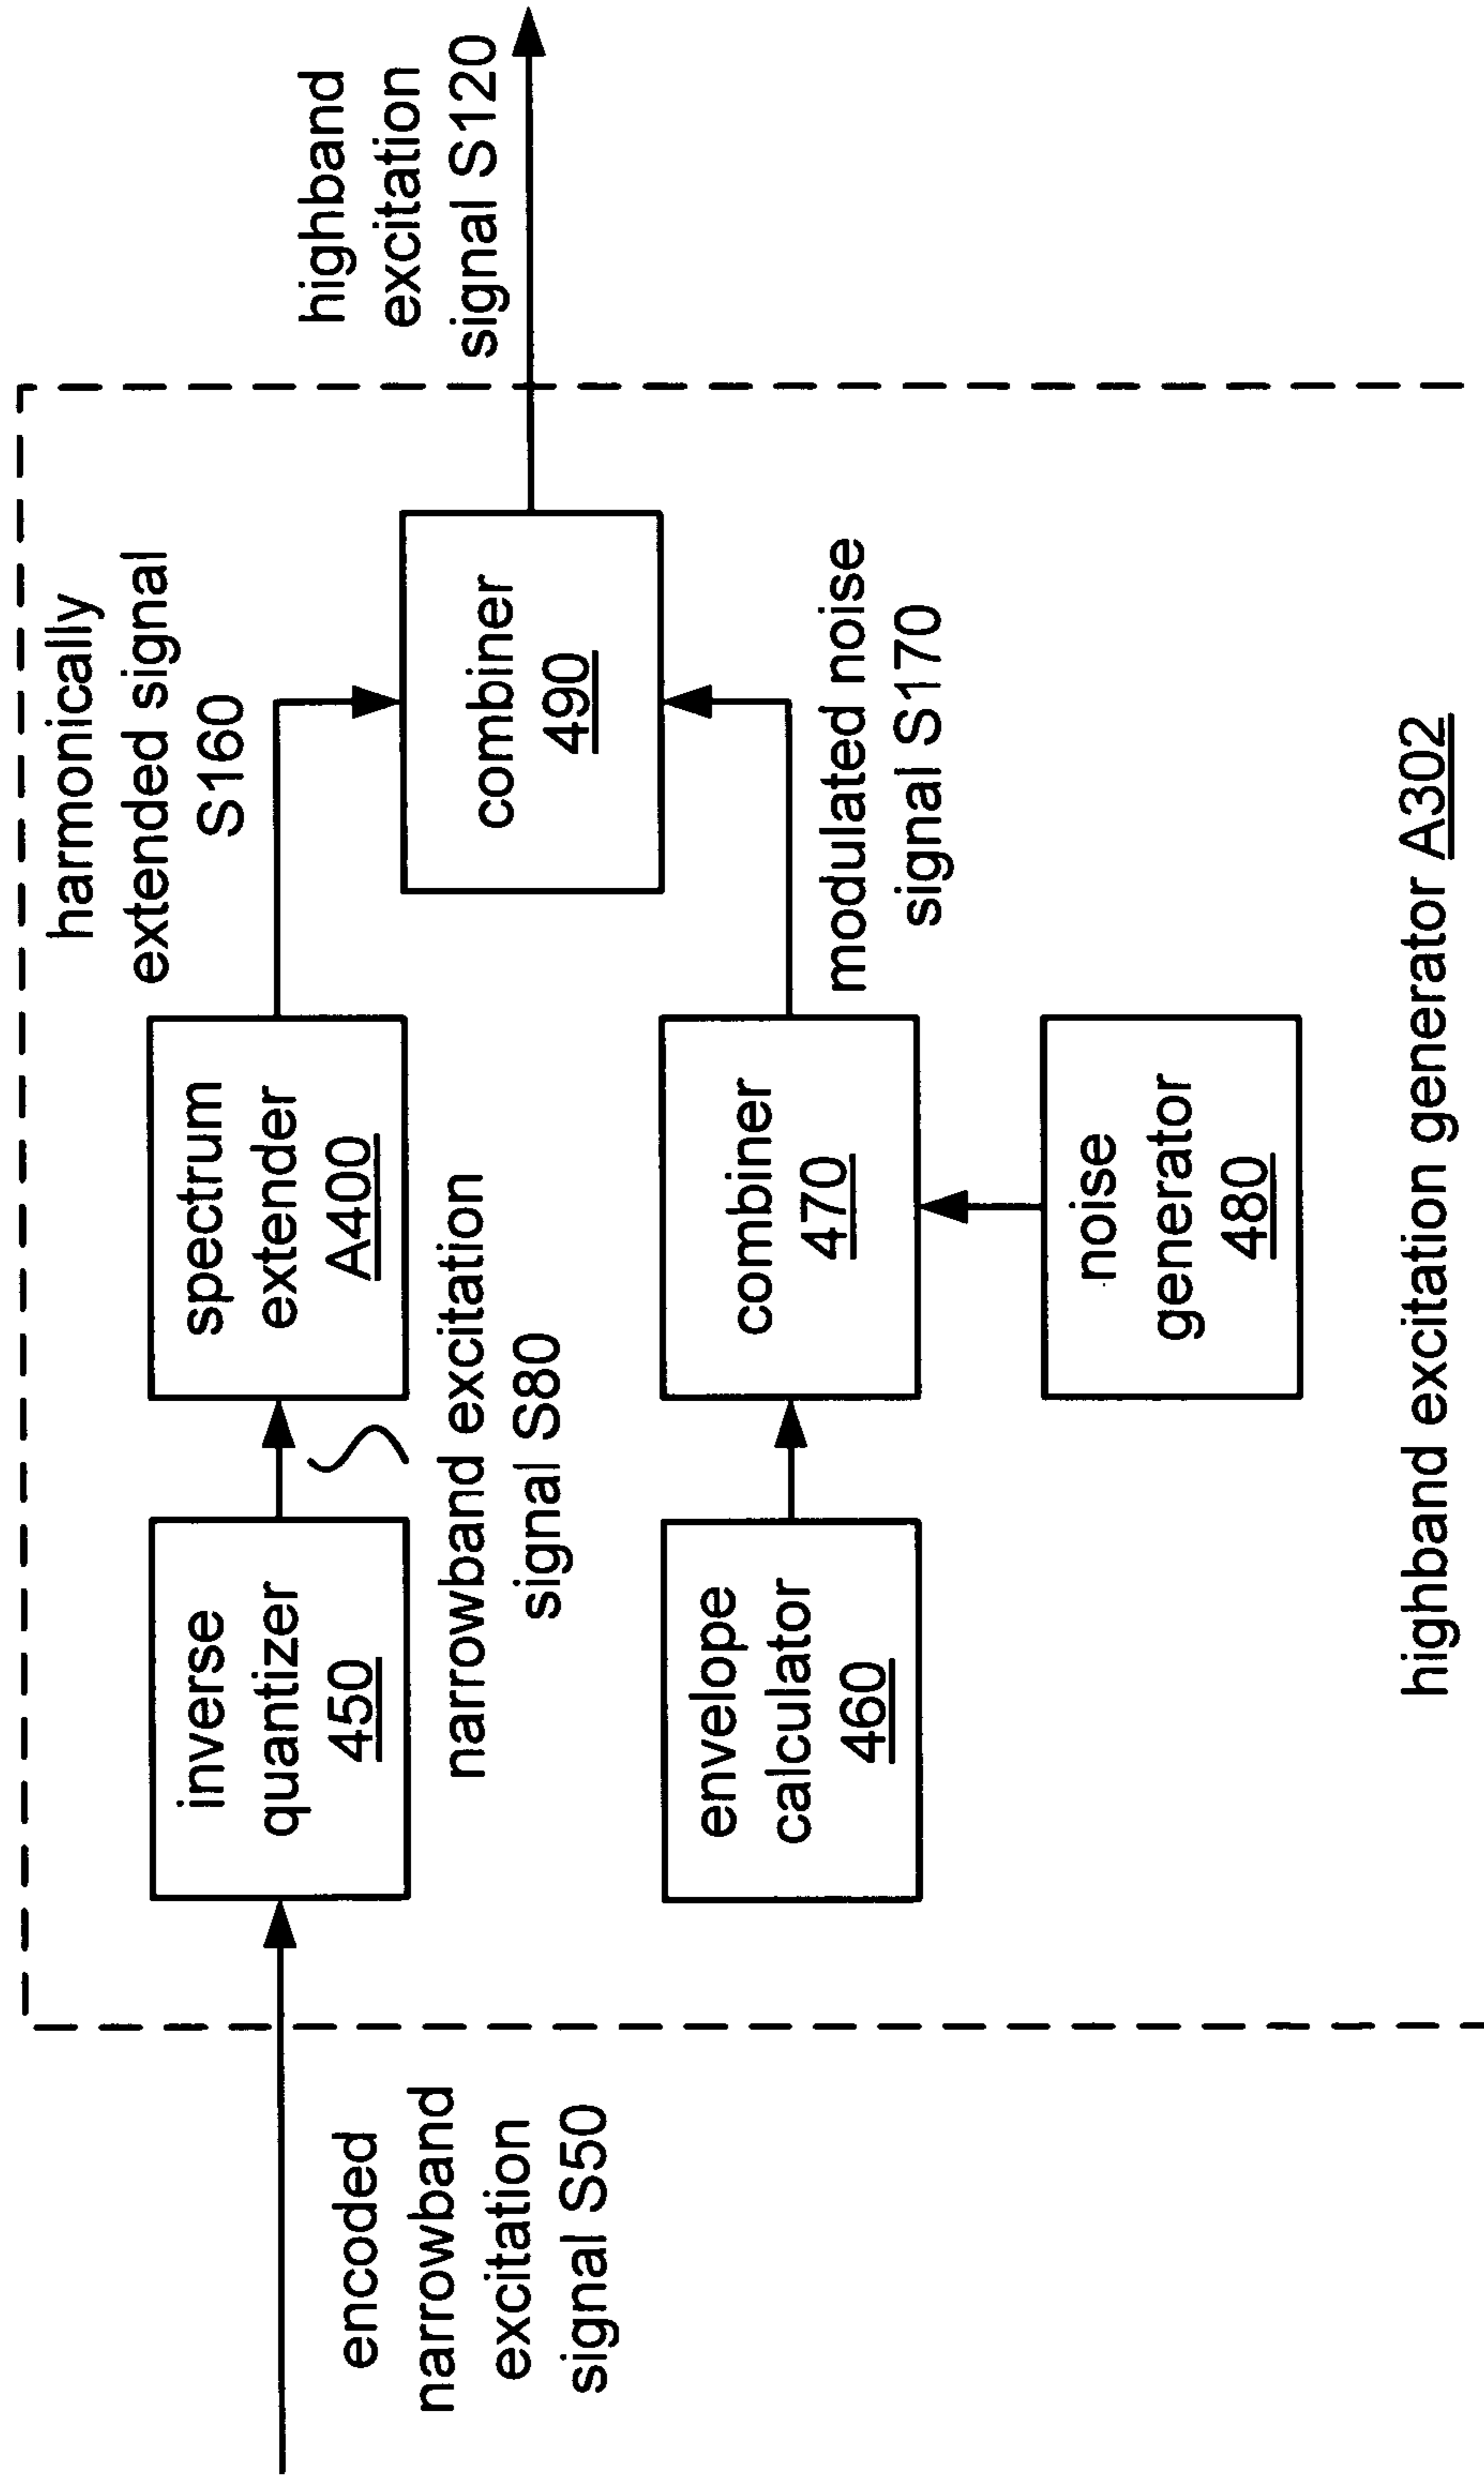 encoded
narrowband
excitation
signal S50
inverse
quantizer
450
narrowband excitation
signal S80
spectrum
extender
A400
harmonically
extended signal
S160
envelope
calculator
460
combiner
470
noise
generator
480
modulated noise
signal S170
combiner
490
highband
excitation
signal S120
highband excitation generator A302